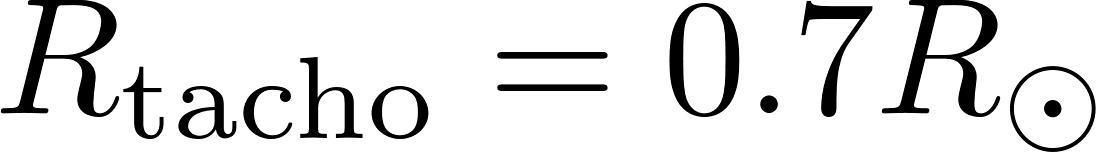 R_tacho = 0.7R_⊙